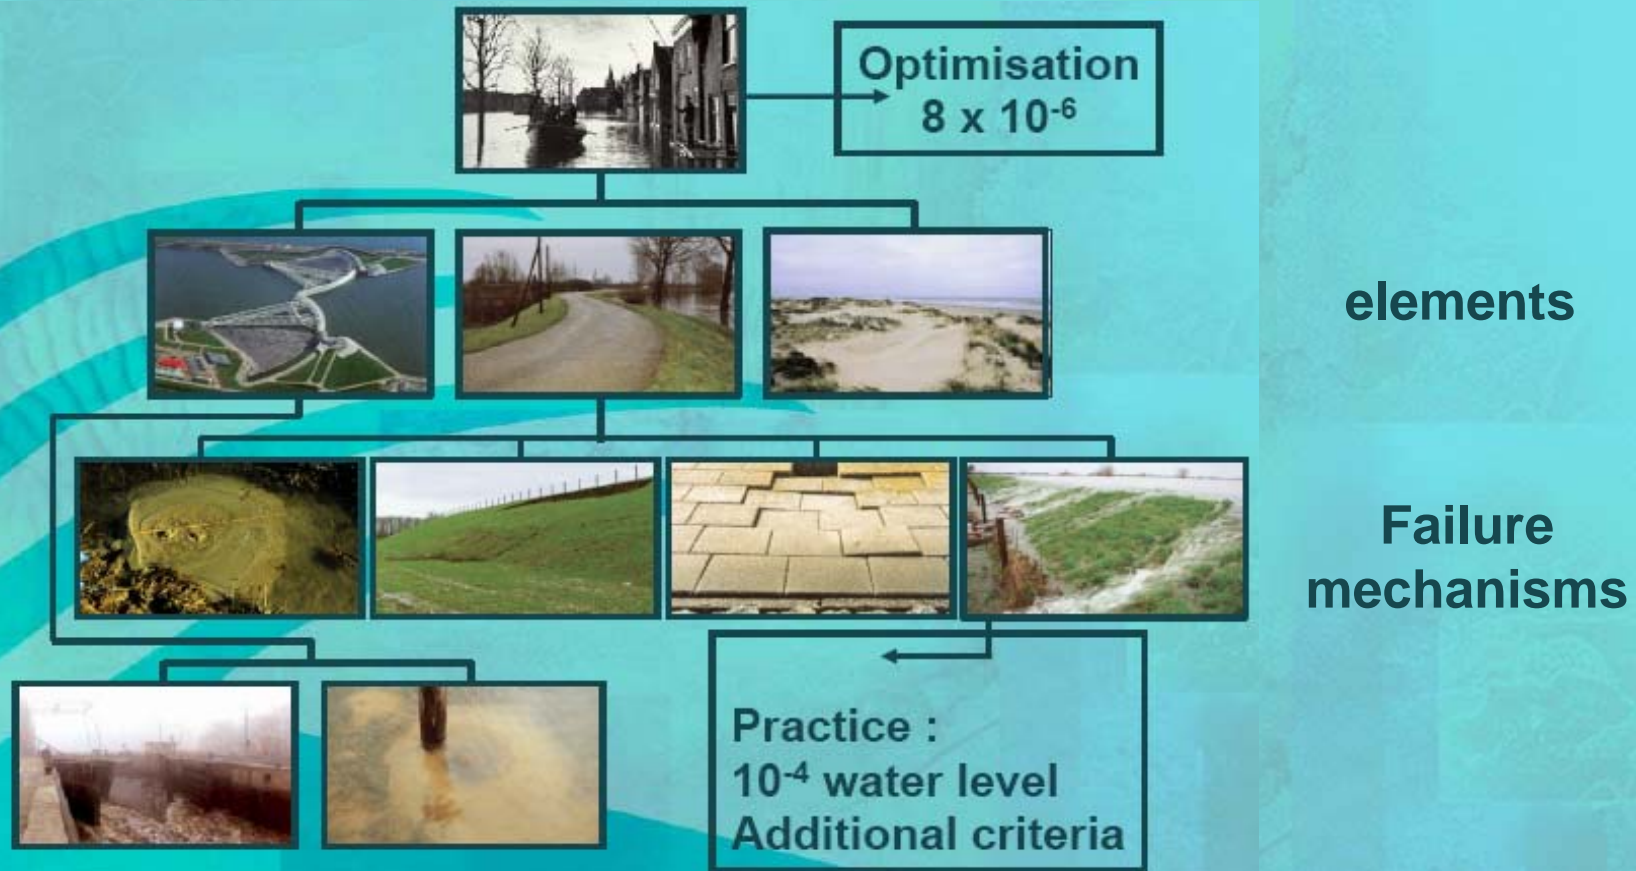 Optimisation
8 x 10⁻⁶
elements
Failure
mechanisms
Practice :
10⁻⁴ water level
Additional criteria